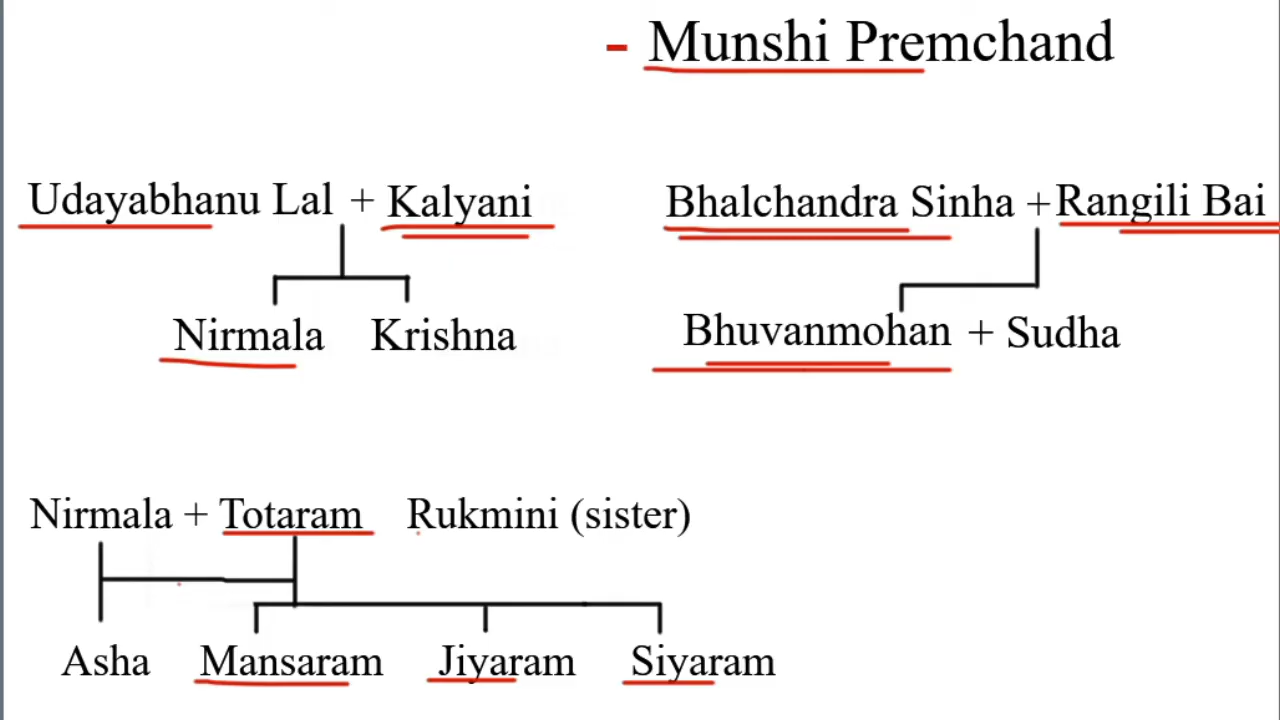 - Munshi Premchand
Udayabhanu Lal + Kalyani
Bhalchandra Sinha + Rangili Bai
Nirmala Krishna
Bhuvanmohan + Sudha
Nirmala + Totaram Rukmini (sister)
Asha Mansaram Jiyaram Siyaram